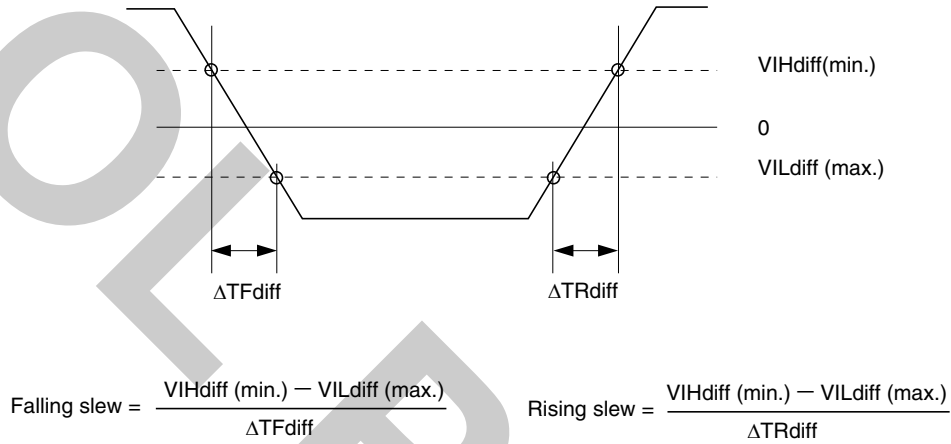 VIHdiff(min.)
0
VILdiff (max.)
ΔTFdiff
ΔTRdiff
Falling slew = VIHdiff (min.) − VILdiff (max.)
ΔTFdiff
Rising slew = VIHdiff (min.) − VILdiff (max.)
ΔTRdiff